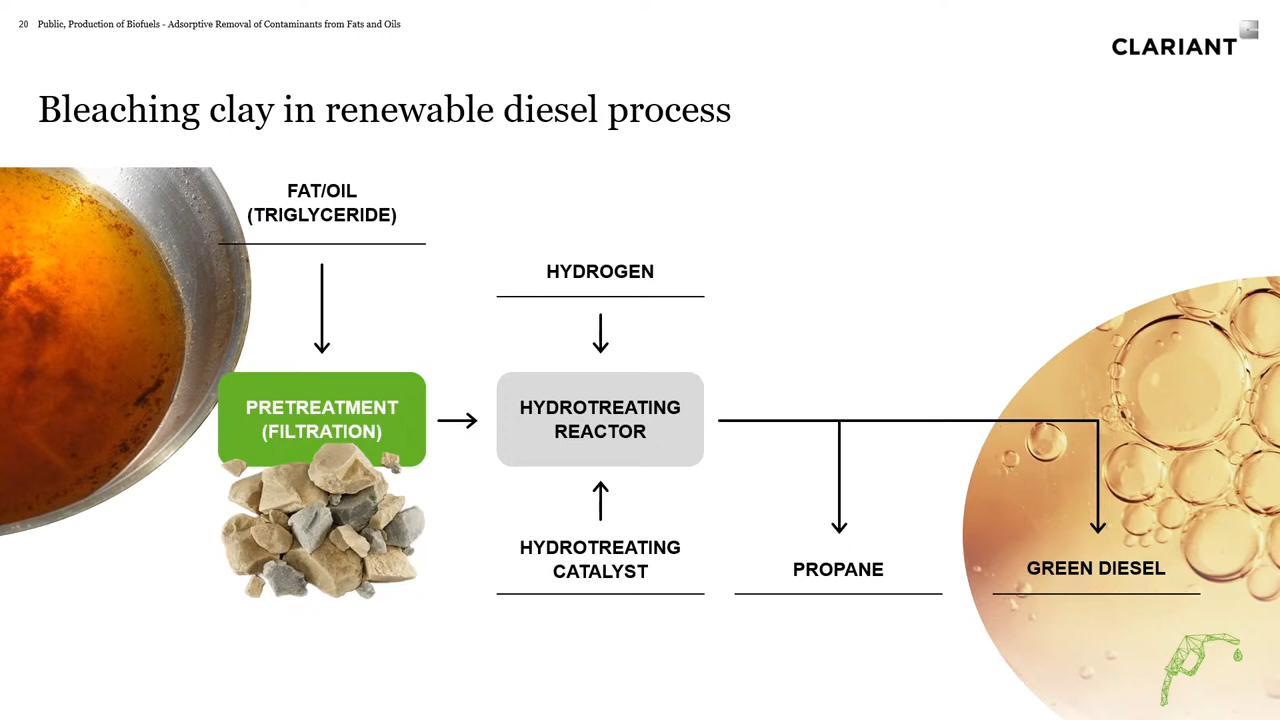 20 Public, Production of Biofuels - Adsorptive Removal of Contaminants from Fats and Oils
CLARIANT
Bleaching clay in renewable diesel process
FAT/OIL
(TRIGLYCERIDE)
HYDROGEN
PRETREATMENT
(FILTRATION)
HYDROTREATING
REACTOR
HYDROTREATING
CATALYST
PROPANE
GREEN DIESEL